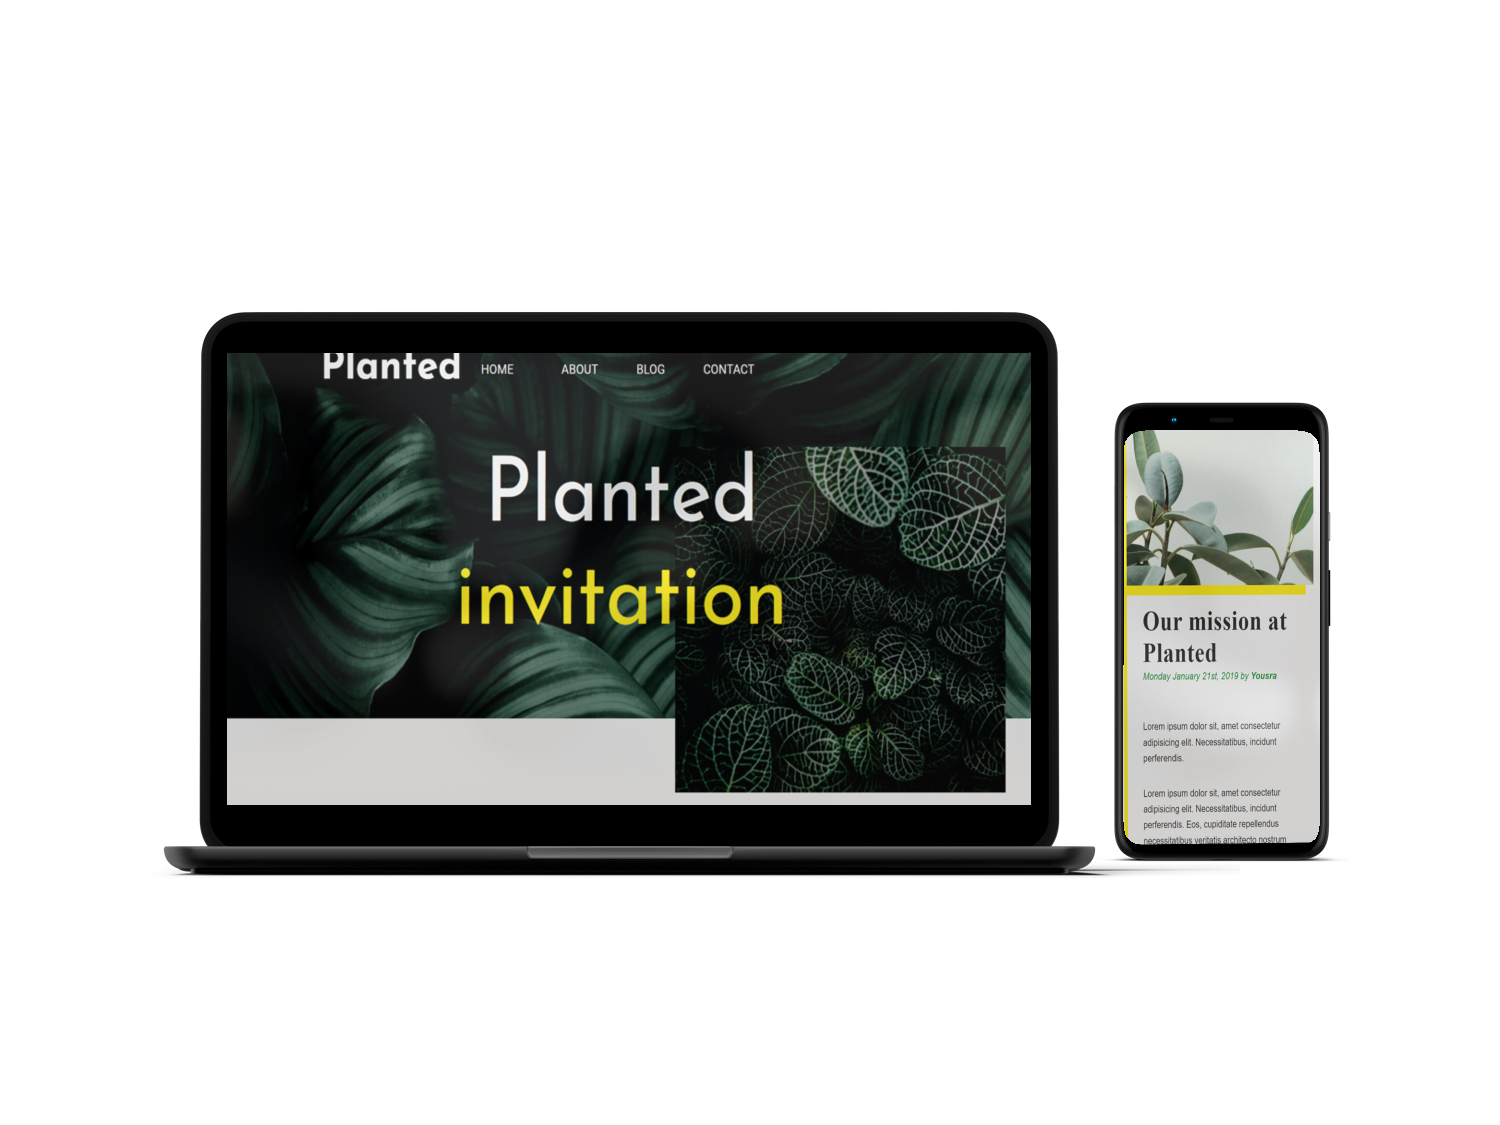 Planted HOME ABOUT BLOG CONTACT
Planted
invitation
Our mission at
Planted
Monday January 21st, 2019 by Yousra
Lorem ipsum dolor sit, amet consectetur
adipisicing elit. Necessitatibus, incidunt
perferendis.
Lorem ipsum dolor sit, amet consectetur
adipisicing elit. Necessitatibus, incidunt
perferendis. Eos, cupiditate repellendus
necessitatibus veritatis architecto nostrum